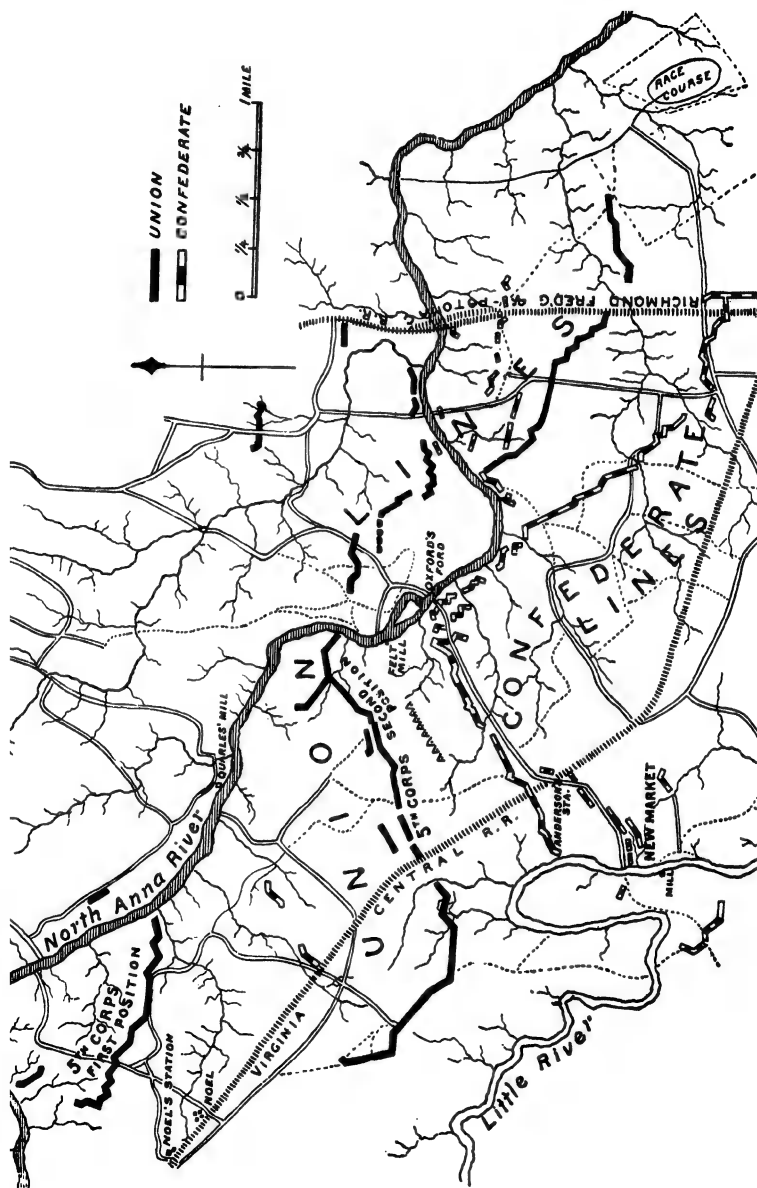 UNION
CONFEDERATE
0 1/4 1/2 3/4 1 MILE
RACE
COURSE
RICHMOND FRED'G & POTOMAC R.R.
UNION
LINES
North Anna River
QUARLES' MILL
5TH CORPS
FIRST POSITION
NOEL'S STATION
NOEL
VIRGINIA CENTRAL R.R.
5TH CORPS SECOND
POSITION
MILL
OXFORD'S
FORD
CONFEDERATE
LINES
ANDERSON'S
STA.
NEW MARKET
MILL
Little River